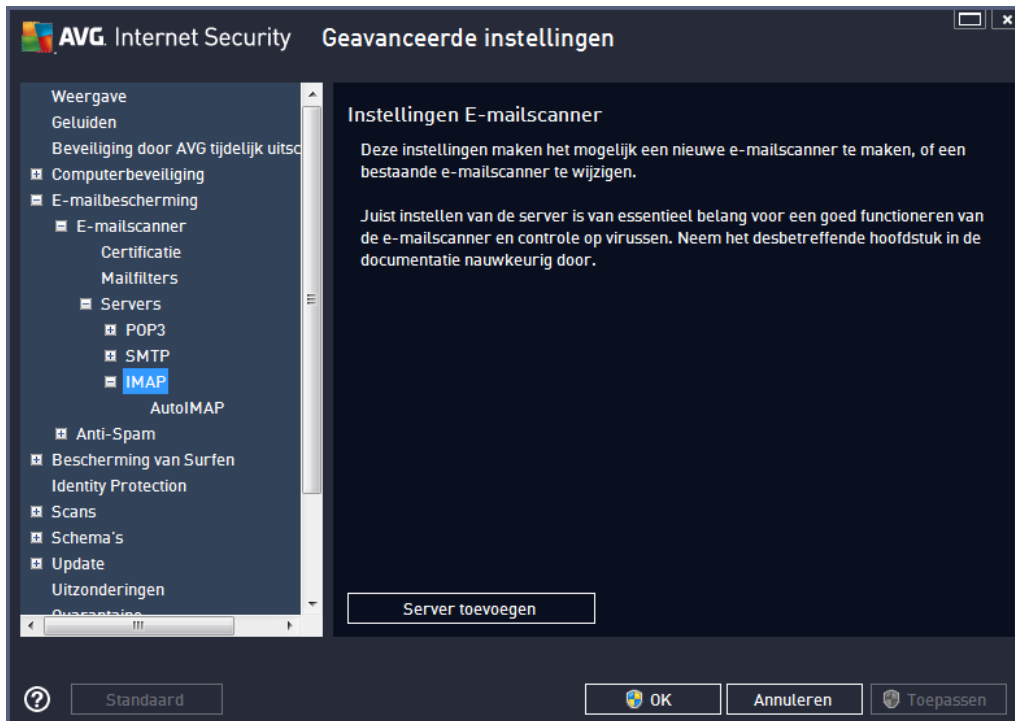 AVG. Internet Security
Geavanceerde instellingen
Weergave
Geluiden
Beveiliging door AVG tijdelijk uitsc
Computerbeveiliging
E-mailbescherming
E-mailscanner
Certificatie
Mailfilters
Servers
POP3
SMTP
IMAP
AutoIMAP
Anti-Spam
Bescherming van Surfen
Identity Protection
Scans
Schema's
Update
Uitzonderingen
Quarantaine
Instellingen E-mailscanner
Deze instellingen maken het mogelijk een nieuwe e-mailscanner te maken, of een
bestaande e-mailscanner te wijzigen.
Juist instellen van de server is van essentieel belang voor een goed functioneren van
de e-mailscanner en controle op virussen. Neem het desbetreffende hoofdstuk in de
documentatie nauwkeurig door.
Server toevoegen
Standaard
OK
Annuleren
Toepassen